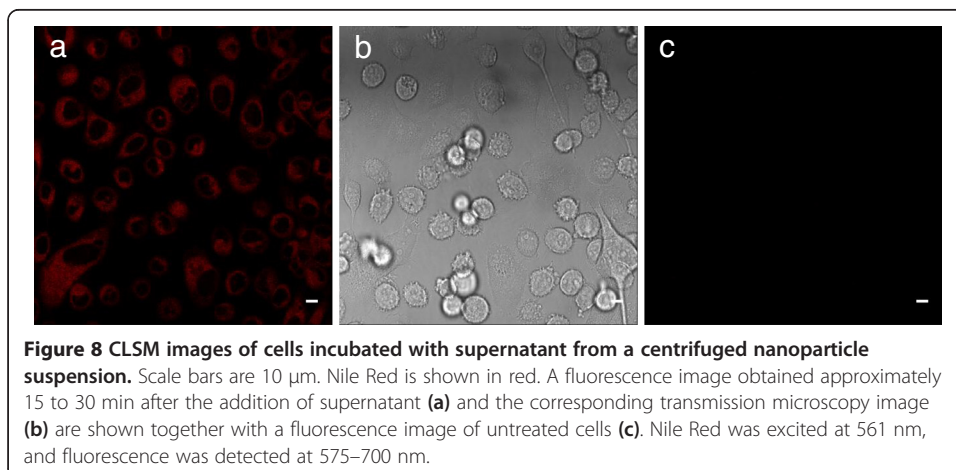 a
b
c
Figure 8 CLSM images of cells incubated with supernatant from a centrifuged nanoparticle
suspension. Scale bars are 10 μm. Nile Red is shown in red. A fluorescence image obtained approximately
15 to 30 min after the addition of supernatant (a) and the corresponding transmission microscopy image
(b) are shown together with a fluorescence image of untreated cells (c). Nile Red was excited at 561 nm,
and fluorescence was detected at 575–700 nm.